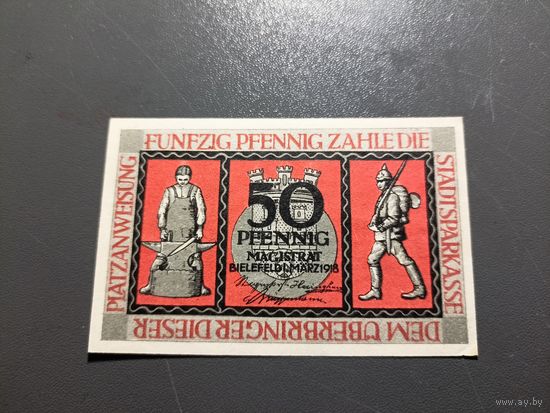 FUNFZIG PFENNIG ZAHLE DIE
STADTSPARKASSE
DEM ÜBERBRINGER DIESER
PLATZANWEISUNG
50
PFENNIG
MAGISTRAT
BIELEFELD 1. MÄRZ 1918
www.ay.by